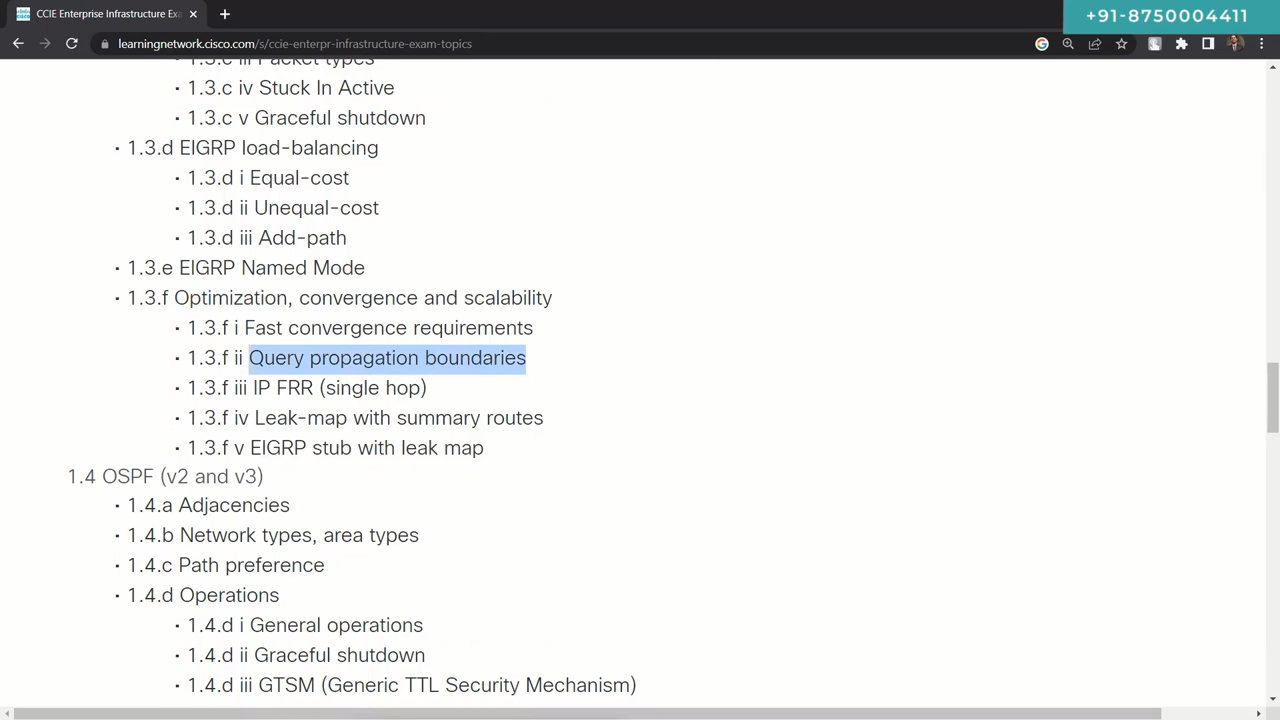 CCIE Enterprise Infrastructure Exa
+91-8750004411
learningnetwork.cisco.com/s/ccie-enterpr-infrastructure-exam-topics
1.3.c iii Packet types
· 1.3.c iv Stuck In Active
· 1.3.c v Graceful shutdown
· 1.3.d EIGRP load-balancing
· 1.3.d i Equal-cost
· 1.3.d ii Unequal-cost
· 1.3.d iii Add-path
· 1.3.e EIGRP Named Mode
· 1.3.f Optimization, convergence and scalability
· 1.3.f i Fast convergence requirements
· 1.3.f ii Query propagation boundaries
· 1.3.f iii IP FRR (single hop)
· 1.3.f iv Leak-map with summary routes
· 1.3.f v EIGRP stub with leak map
1.4 OSPF (v2 and v3)
· 1.4.a Adjacencies
· 1.4.b Network types, area types
· 1.4.c Path preference
· 1.4.d Operations
· 1.4.d i General operations
· 1.4.d ii Graceful shutdown
· 1.4.d iii GTSM (Generic TTL Security Mechanism)